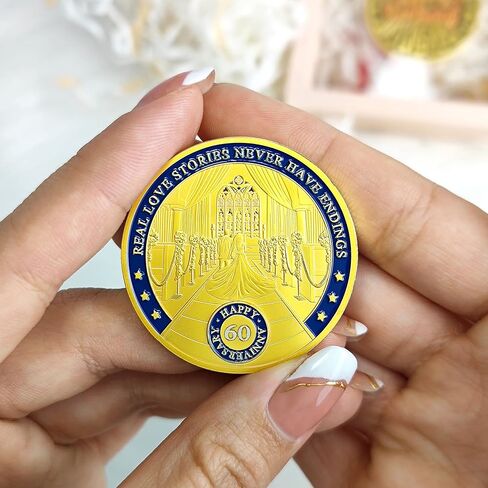 REAL LOVE STORIES NEVER HAVE ENDINGS
HAPPY
60
ANNIVERSARY